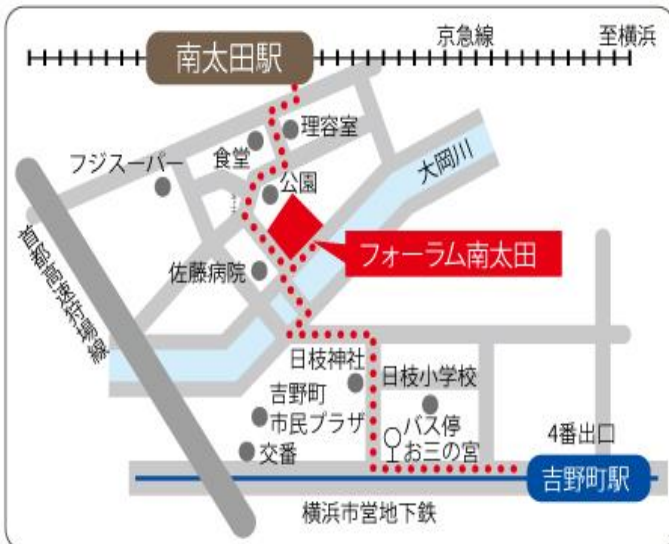 京急線
至横浜
南太田駅
理容室
食堂
フジスーパー
公園
大岡川
フォーラム南太田
首都高速狩場線
佐藤病院
日枝神社
日枝小学校
吉野町
市民プラザ
バス停
お三の宮
4番出口
交番
吉野町駅
横浜市営地下鉄